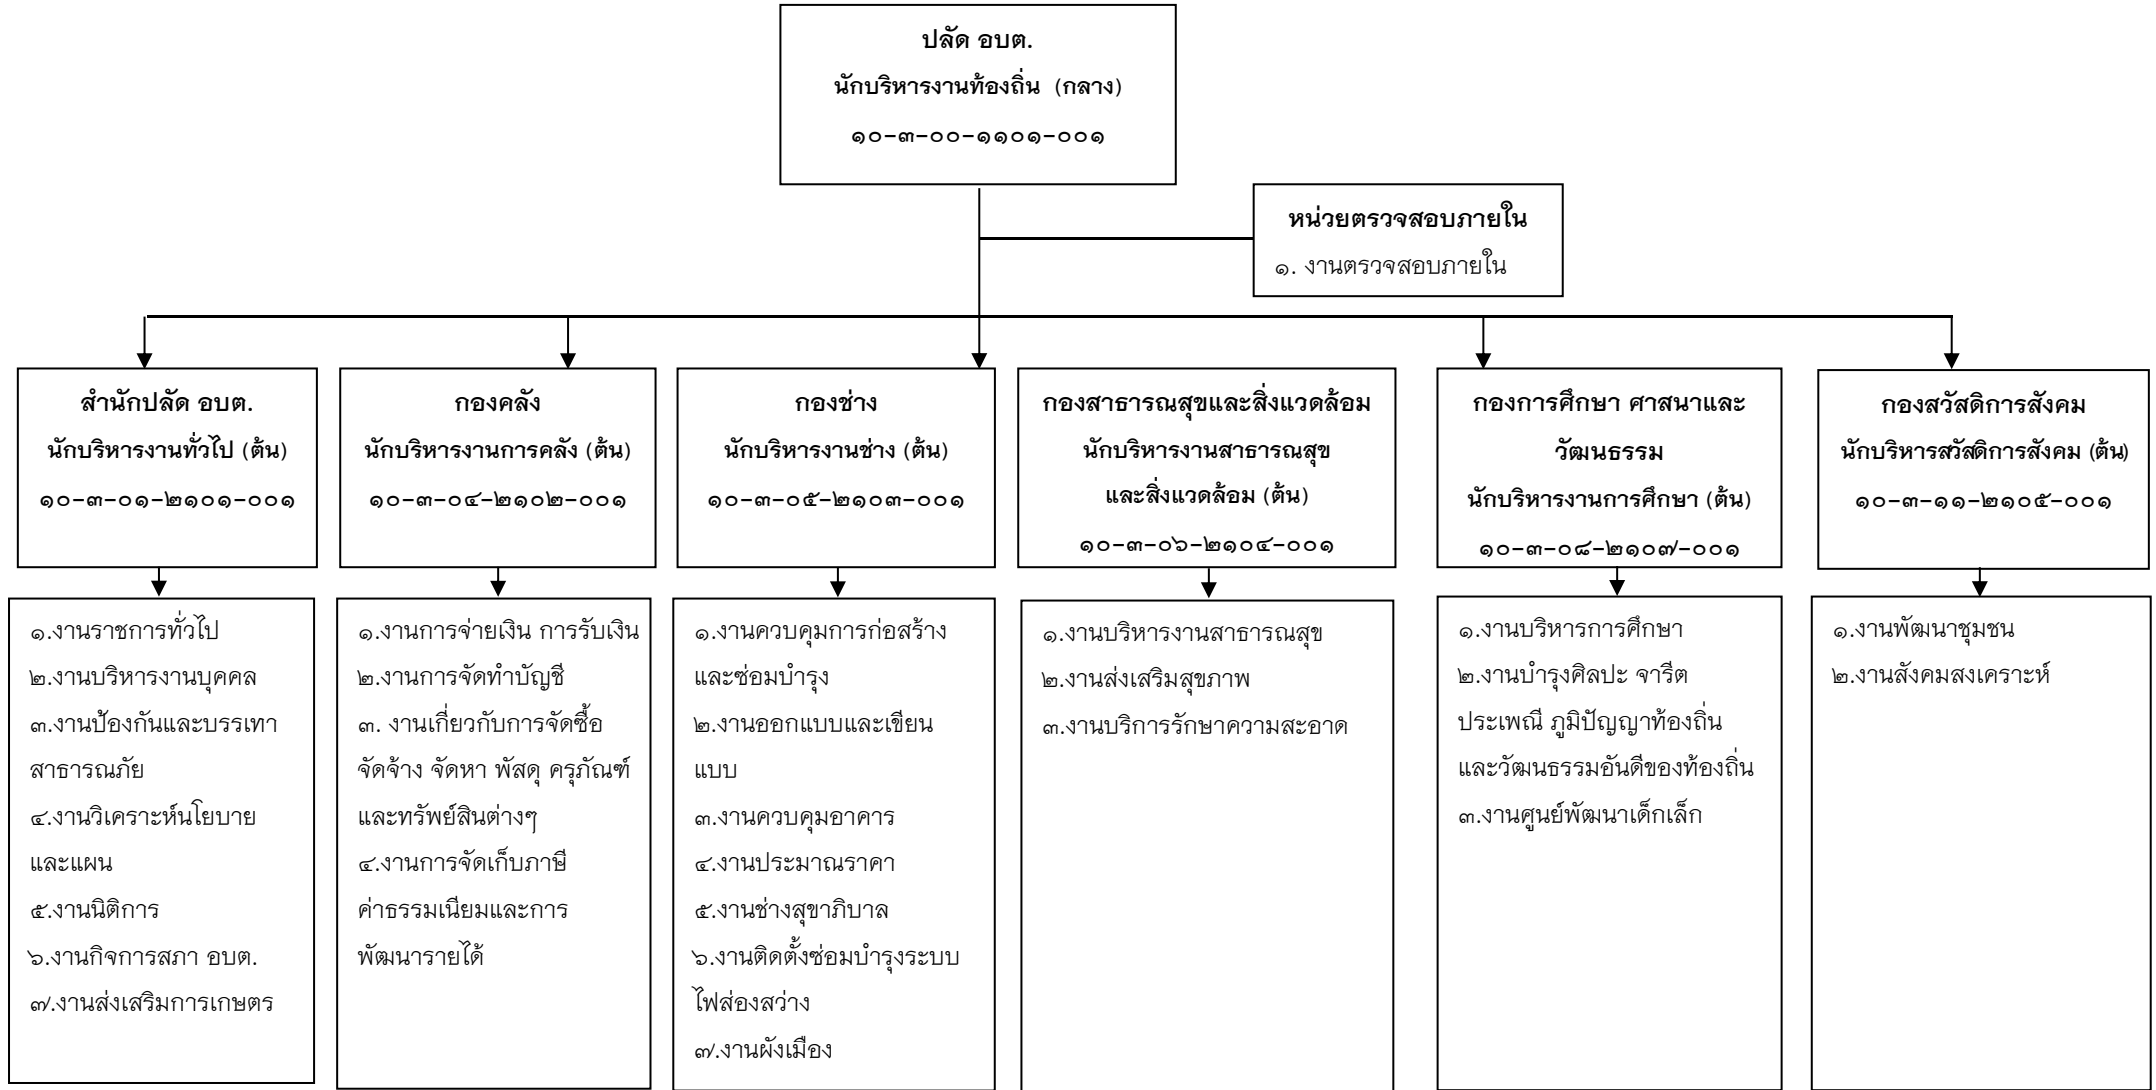 ปลัด อบต.
นักบริหารงานท้องถิ่น (กลาง)
๑๐-๓-๐๐-๑๑๐๑-๐๐๑
หน่วยตรวจสอบภายใน
๑. งานตรวจสอบภายใน
สำนักปลัด อบต.
นักบริหารงานทั่วไป (ต้น)
๑๐-๓-๐๑-๒๑๐๑-๐๐๑
กองคลัง
นักบริหารงานการคลัง (ต้น)
๑๐-๓-๐๔-๒๑๐๒-๐๐๑
กองช่าง
นักบริหารงานช่าง (ต้น)
๑๐-๓-๐๕-๒๑๐๓-๐๐๑
กองสาธารณสุขและสิ่งแวดล้อม
นักบริหารงานสาธารณสุข
และสิ่งแวดล้อม (ต้น)
๑๐-๓-๐๖-๒๑๐๔-๐๐๑
กองการศึกษา ศาสนาและ
วัฒนธรรม
นักบริหารงานการศึกษา (ต้น)
๑๐-๓-๐๘-๒๑๐๗-๐๐๑
กองสวัสดิการสังคม
นักบริหารสวัสดิการสังคม (ต้น)
๑๐-๓-๑๑-๒๑๐๕-๐๐๑
๑.งานราชการทั่วไป
๒.งานบริหารงานบุคคล
๓.งานป้องกันและบรรเทา
สาธารณภัย
๔.งานวิเคราะห์นโยบาย
และแผน
๕.งานนิติการ
๖.งานกิจการสภา อบต.
๗.งานส่งเสริมการเกษตร
๑.งานการจ่ายเงิน การรับเงิน
๒.งานการจัดทำบัญชี
๓. งานเกี่ยวกับการจัดซื้อ
จัดจ้าง จัดหา พัสดุ ครุภัณฑ์
และทรัพย์สินต่างๆ
๔.งานการจัดเก็บภาษี
ค่าธรรมเนียมและการ
พัฒนารายได้
๑.งานควบคุมการก่อสร้าง
และซ่อมบำรุง
๒.งานออกแบบและเขียน
แบบ
๓.งานควบคุมอาคาร
๔.งานประมาณราคา
๕.งานช่างสุขาภิบาล
๖.งานติดตั้งซ่อมบำรุงระบบ
ไฟส่องสว่าง
๗.งานผังเมือง
๑.งานบริหารงานสาธารณสุข
๒.งานส่งเสริมสุขภาพ
๓.งานบริการรักษาความสะอาด
๑.งานบริหารการศึกษา
๒.งานบำรุงศิลปะ จารีต
ประเพณี ภูมิปัญญาท้องถิ่น
และวัฒนธรรมอันดีของท้องถิ่น
๓.งานศูนย์พัฒนาเด็กเล็ก
๑.งานพัฒนาชุมชน
๒.งานสังคมสงเคราะห์